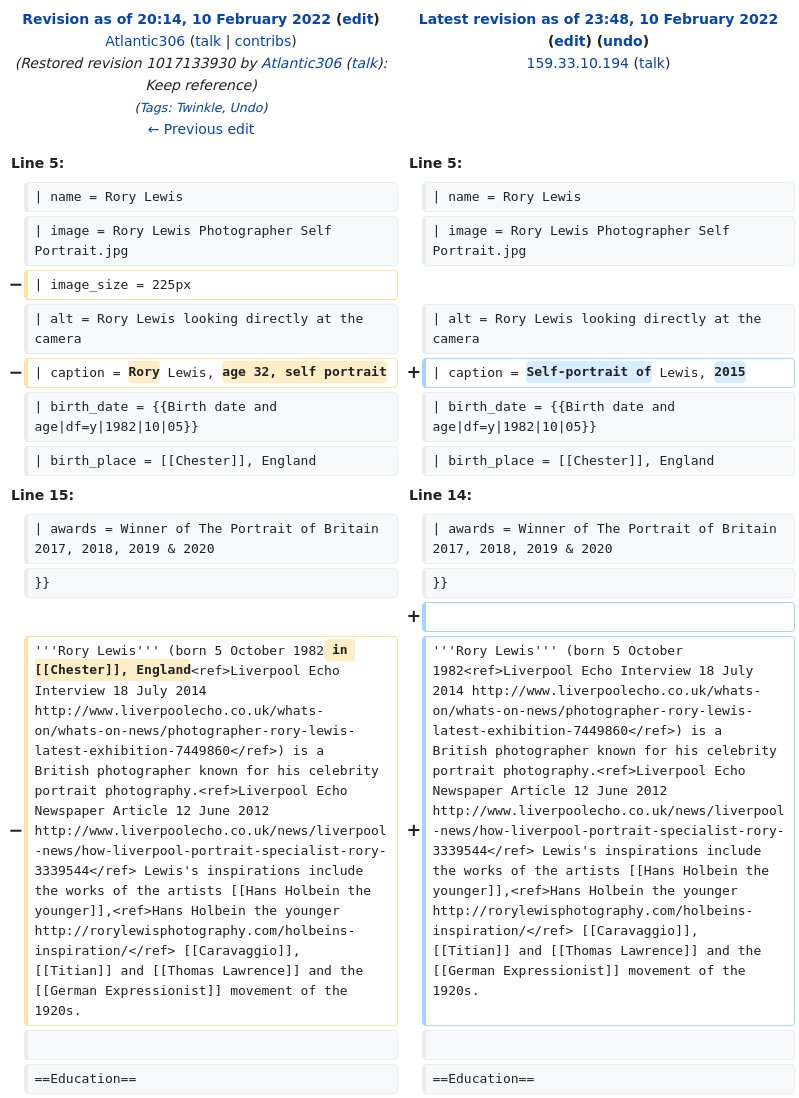 Revision as of 20:14, 10 February 2022 (edit)
Atlantic306 (talk | contribs)
(Restored revision 1017133930 by Atlantic306 (talk):
Keep reference)
(Tags: Twinkle, Undo)
← Previous edit
Latest revision as of 23:48, 10 February 2022
(edit) (undo)
159.33.10.194 (talk)
Line 5:
Line 5:
| name = Rory Lewis
| name = Rory Lewis
| image = Rory Lewis Photographer Self
Portrait.jpg
| image = Rory Lewis Photographer Self
Portrait.jpg
− | image_size = 225px
| alt = Rory Lewis looking directly at the
camera
| alt = Rory Lewis looking directly at the
camera
− | caption = Rory Lewis, age 32, self portrait
+ | caption = Self-portrait of Lewis, 2015
| birth_date = {{Birth date and
age|df=y|1982|10|05}}
| birth_date = {{Birth date and
age|df=y|1982|10|05}}
| birth_place = [[Chester]], England
| birth_place = [[Chester]], England
Line 15:
Line 14:
| awards = Winner of The Portrait of Britain
2017, 2018, 2019 & 2020
| awards = Winner of The Portrait of Britain
2017, 2018, 2019 & 2020
}}
}}
+
'''Rory Lewis''' (born 5 October 1982 in
[[Chester]], England<ref>Liverpool Echo
Interview 18 July 2014
http://www.liverpoolecho.co.uk/whats-
on/whats-on-news/photographer-rory-lewis-
latest-exhibition-7449860</ref>) is a
British photographer known for his celebrity
portrait photography.<ref>Liverpool Echo
Newspaper Article 12 June 2012
− http://www.liverpoolecho.co.uk/news/liverpool
-news/how-liverpool-portrait-specialist-rory-
3339544</ref> Lewis's inspirations include
the works of the artists [[Hans Holbein the
younger]],<ref>Hans Holbein the younger
http://rorylewisphotography.com/holbeins-
inspiration/</ref> [[Caravaggio]],
[[Titian]] and [[Thomas Lawrence]] and the
[[German Expressionist]] movement of the
1920s.
'''Rory Lewis''' (born 5 October
1982<ref>Liverpool Echo Interview 18 July
2014 http://www.liverpoolecho.co.uk/whats-
on/whats-on-news/photographer-rory-lewis-
latest-exhibition-7449860</ref>) is a
British photographer known for his celebrity
portrait photography.<ref>Liverpool Echo
Newspaper Article 12 June 2012
http://www.liverpoolecho.co.uk/news/liverpool
+ -news/how-liverpool-portrait-specialist-rory-
3339544</ref> Lewis's inspirations include
the works of the artists [[Hans Holbein the
younger]],<ref>Hans Holbein the younger
http://rorylewisphotography.com/holbeins-
inspiration/</ref> [[Caravaggio]],
[[Titian]] and [[Thomas Lawrence]] and the
[[German Expressionist]] movement of the
1920s.
==Education==
==Education==